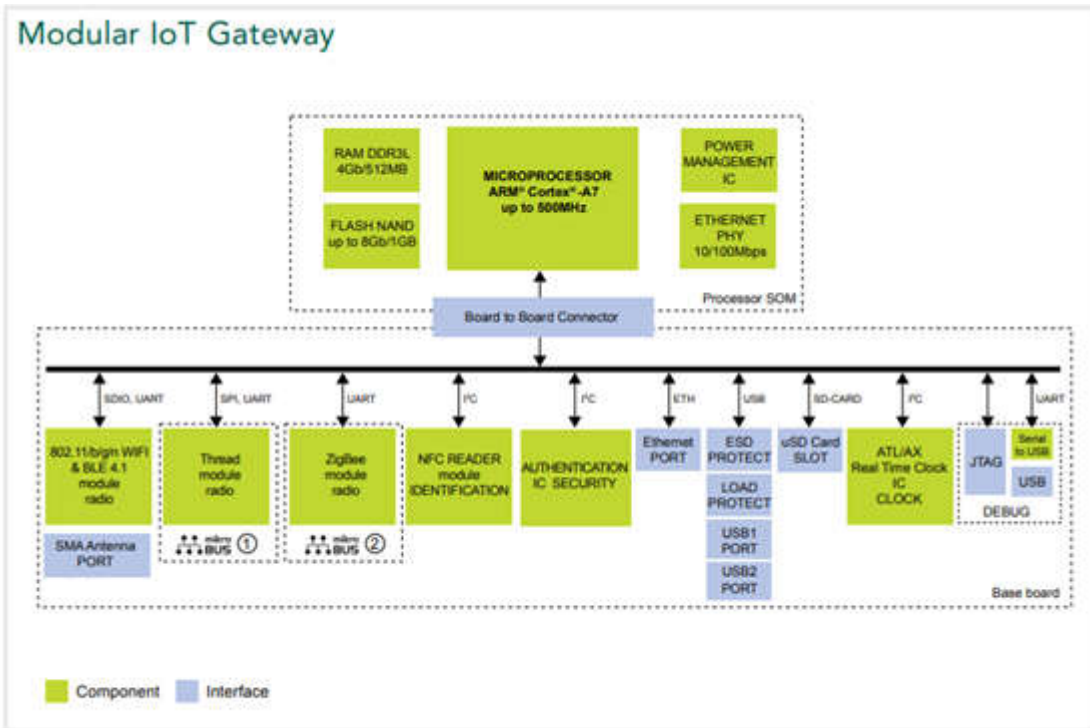 Modular IoT Gateway
RAM DDR3L
4Gb/512MB
MICROPROCESSOR
ARM® Cortex®-A7
up to 500MHz
POWER
MANAGEMENT
IC
FLASH NAND
up to 8Gb/1GB
ETHERNET
PHY
10/100Mbps
Processor SOM
Board to Board Connector
SDIO, UART
SPI, UART
UART
I²C
I²C
ETH
USB
SD-CARD
I²C
UART
802.11/b/g/n WIFI
& BLE 4.1
module
radio
SMA Antenna
PORT
Thread
module
radio
mikro
BUS 1
ZigBee
module
radio
mikro
BUS 2
NFC READER
module
IDENTIFICATION
AUTHENTICATION
IC SECURITY
Ethernet
PORT
ESD
PROTECT
LOAD
PROTECT
USB1
PORT
USB2
PORT
uSD Card
SLOT
ATL/AX
Real Time Clock
IC
CLOCK
JTAG
Serial
to USB
USB
DEBUG
Base board
Component
Interface